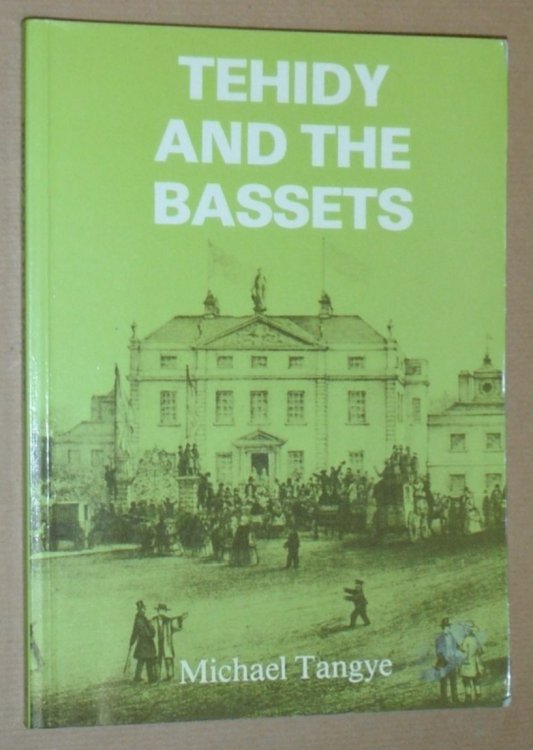 TEHIDY
AND THE
BASSETS
Michael Tangye